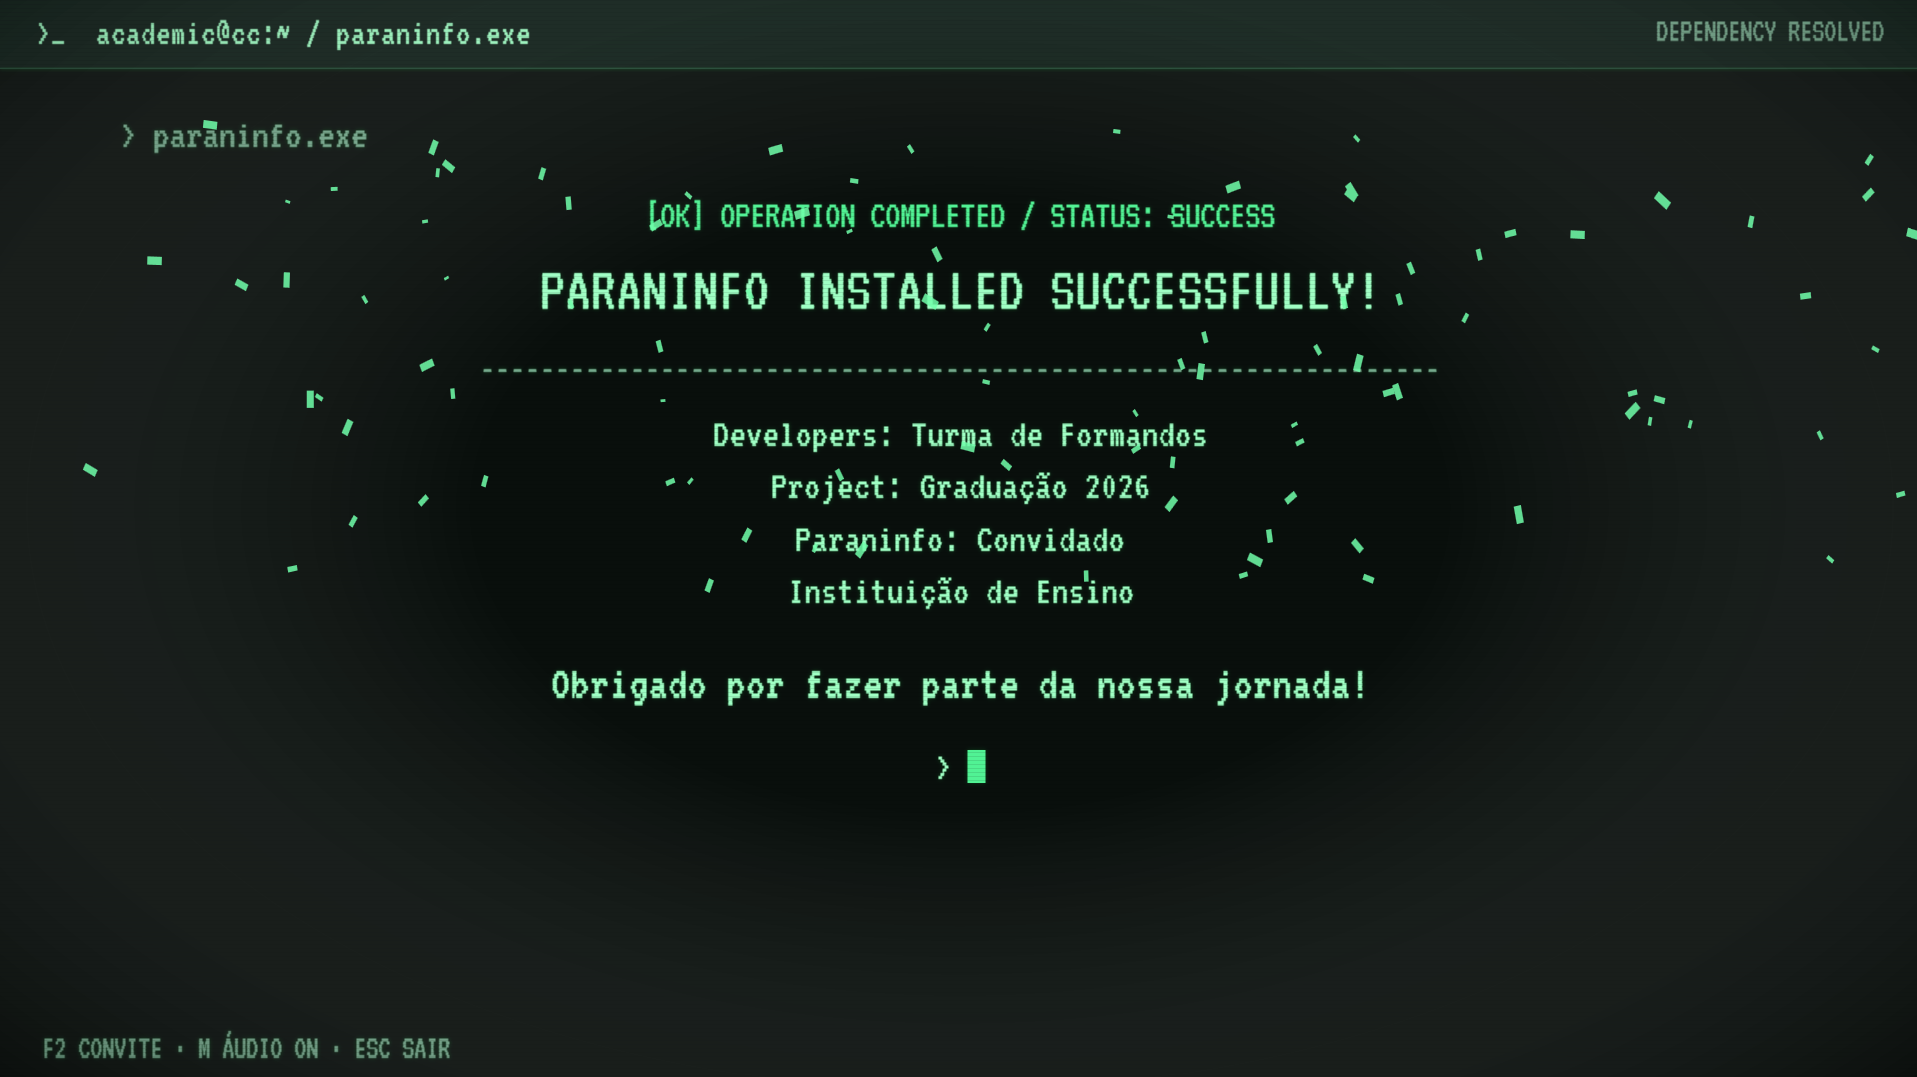 ❯_ academic@cc:~ / paraninfo.exe
DEPENDENCY RESOLVED
❯ paraninfo.exe
[OK] OPERATION COMPLETED / STATUS: SUCCESS
PARANINFO INSTALLED SUCCESSFULLY!
----------------------------------------------------------------
Developers: Turma de Formandos
Project: Graduação 2026
Paraninfo: Convidado
Instituição de Ensino
Obrigado por fazer parte da nossa jornada!
❯
F2 CONVITE · M ÁUDIO ON · ESC SAIR